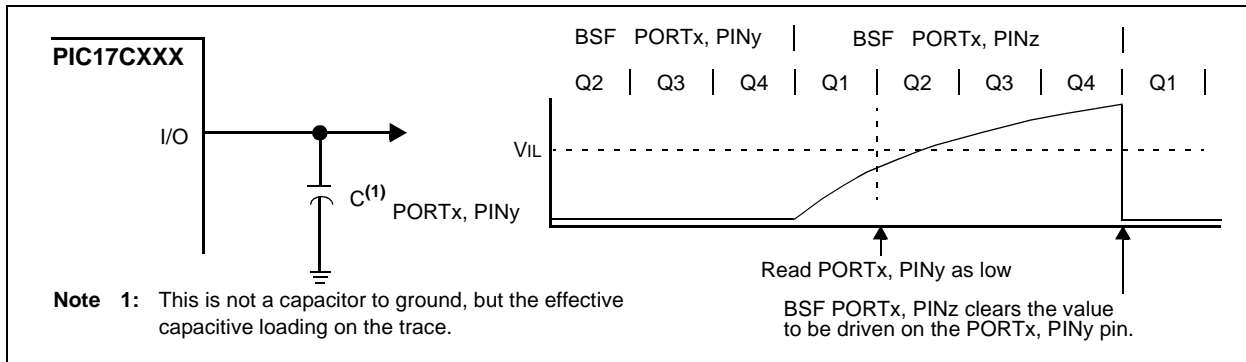 PIC17CXXX
I/O
C(1)
PORTx, PINy
BSF PORTx, PINy | BSF PORTx, PINz |
Q2 | Q3 | Q4 | Q1 | Q2 | Q3 | Q4 | Q1 |
VIL
Read PORTx, PINy as low
BSF PORTx, PINz clears the value
to be driven on the PORTx, PINy pin.
Note 1: This is not a capacitor to ground, but the effective
capacitive loading on the trace.